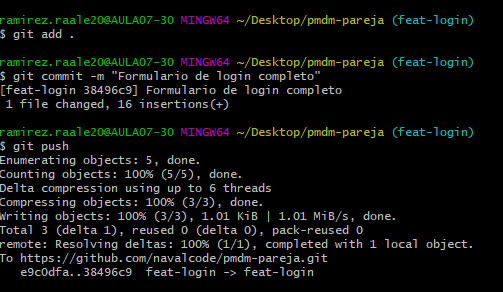 ramirez.raale20@AULA07-30 MINGW64 ~/Desktop/pmdm-pareja (feat-login)
$ git add .
ramirez.raale20@AULA07-30 MINGW64 ~/Desktop/pmdm-pareja (feat-login)
$ git commit -m "Formulario de login completo"
[feat-login 38496c9] Formulario de login completo
 1 file changed, 16 insertions(+)
ramirez.raale20@AULA07-30 MINGW64 ~/Desktop/pmdm-pareja (feat-login)
$ git push
Enumerating objects: 5, done.
Counting objects: 100% (5/5), done.
Delta compression using up to 6 threads
Compressing objects: 100% (3/3), done.
Writing objects: 100% (3/3), 1.01 KiB | 1.01 MiB/s, done.
Total 3 (delta 1), reused 0 (delta 0), pack-reused 0
remote: Resolving deltas: 100% (1/1), completed with 1 local object.
To https://github.com/navalcode/pmdm-pareja.git
   e9c0dfa..38496c9  feat-login -> feat-login